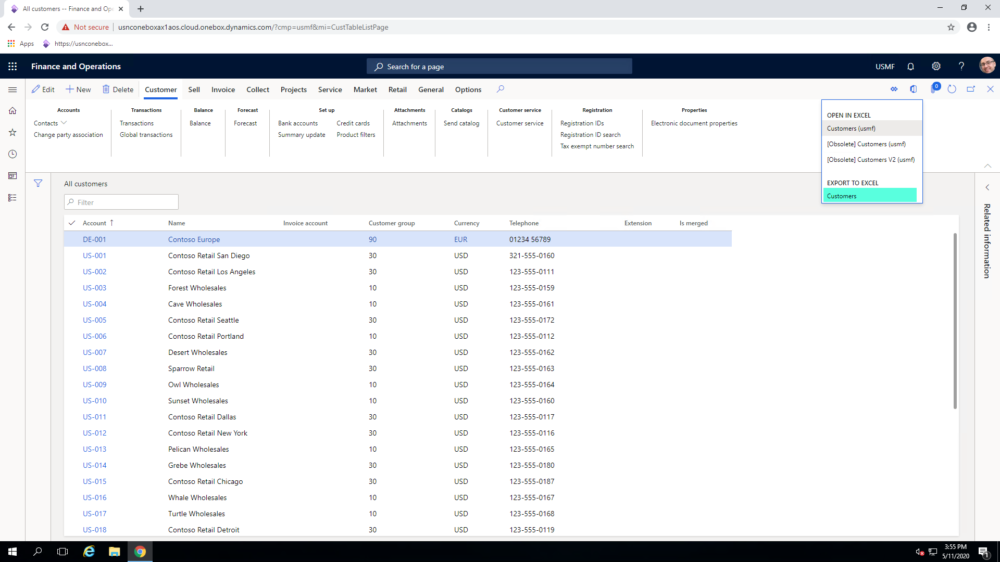 All customers -- Finance and Ope
Not secure
usnconeboxax1aos.cloud.onebox.dynamics.com/?cmp=usmf&mi=CustTableListPage
Apps
https://usnconebox...
Finance and Operations
Search for a page
USMF
?
Edit
New
Delete
Customer
Sell
Invoice
Collect
Projects
Service
Market
Retail
General
Options
0
Accounts
Contacts
Change party association
Transactions
Transactions
Global transactions
Balance
Balance
Forecast
Forecast
Set up
Bank accounts
Summary update
Credit cards
Product filters
Attachments
Attachments
Catalogs
Send catalog
Customer service
Customer service
Registration
Registration IDs
Registration ID search
Tax exempt number search
Properties
Electronic document properties
OPEN IN EXCEL
Customers (usmf)
[Obsolete] Customers (usmf)
[Obsolete] Customers V2 (usmf)
EXPORT TO EXCEL
Customers
Related information
All customers
Filter
Account Name Invoice account Customer group Currency Telephone Extension Is merged
DE-001 Contoso Europe 90 EUR 01234 56789
US-001 Contoso Retail San Diego 30 USD 321-555-0160
US-002 Contoso Retail Los Angeles 30 USD 123-555-0111
US-003 Forest Wholesales 10 USD 123-555-0159
US-004 Cave Wholesales 10 USD 123-555-0161
US-005 Contoso Retail Seattle 30 USD 123-555-0172
US-006 Contoso Retail Portland 10 USD 123-555-0112
US-007 Desert Wholesales 30 USD 123-555-0162
US-008 Sparrow Retail 30 USD 123-555-0163
US-009 Owl Wholesales 10 USD 123-555-0164
US-010 Sunset Wholesales 10 USD 123-555-0160
US-011 Contoso Retail Dallas 30 USD 123-555-0117
US-012 Contoso Retail New York 30 USD 123-555-0116
US-013 Pelican Wholesales 10 USD 123-555-0165
US-014 Grebe Wholesales 30 USD 123-555-0180
US-015 Contoso Retail Chicago 30 USD 123-555-0187
US-016 Whale Wholesales 10 USD 123-555-0167
US-017 Turtle Wholesales 10 USD 123-555-0168
US-018 Contoso Retail Detroit 30 USD 123-555-0119
3:55 PM
5/11/2020
1